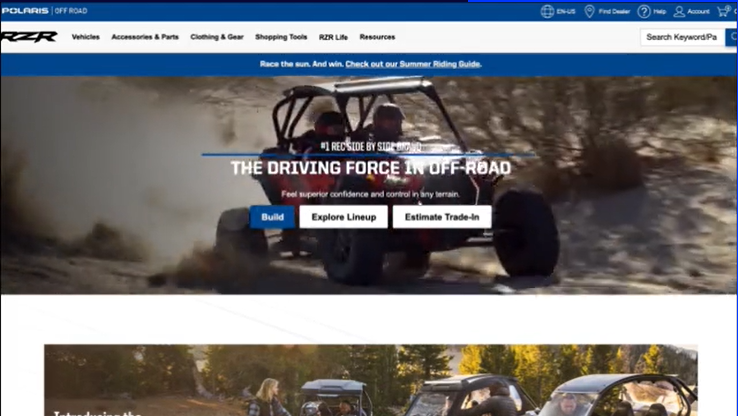 POLARIS | OFF ROAD
EN-US
Find Dealer
Help
Account
RZR
Vehicles
Accessories & Parts
Clothing & Gear
Shopping Tools
RZR Life
Resources
Search Keyword/Pa
Race the sun. And win. Check out our Summer Riding Guide.
#1 REC SIDE BY SIDE BRAND
THE DRIVING FORCE IN OFF-ROAD
Feel superior confidence and control in any terrain.
Build
Explore Lineup
Estimate Trade-In
Introducing the